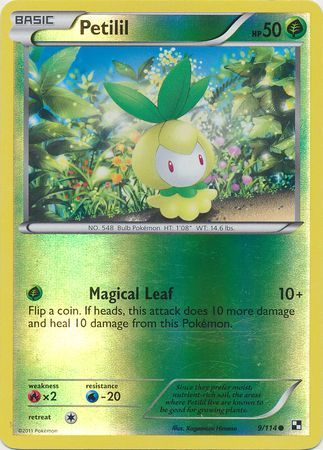 BASIC
Petilil
HP 50
NO. 548 Bulb Pokémon HT: 1'08" WT: 14.6 lbs.
Magical Leaf 10+
Flip a coin. If heads, this attack does 10 more damage
and heal 10 damage from this Pokémon.
weakness
×2
resistance
-20
retreat
Since they prefer moist,
nutrient-rich soil, the areas
where Petilil live are known to
be good for growing plants.
©2011 Pokémon
Illus. Kagemaru Himeno
9/114